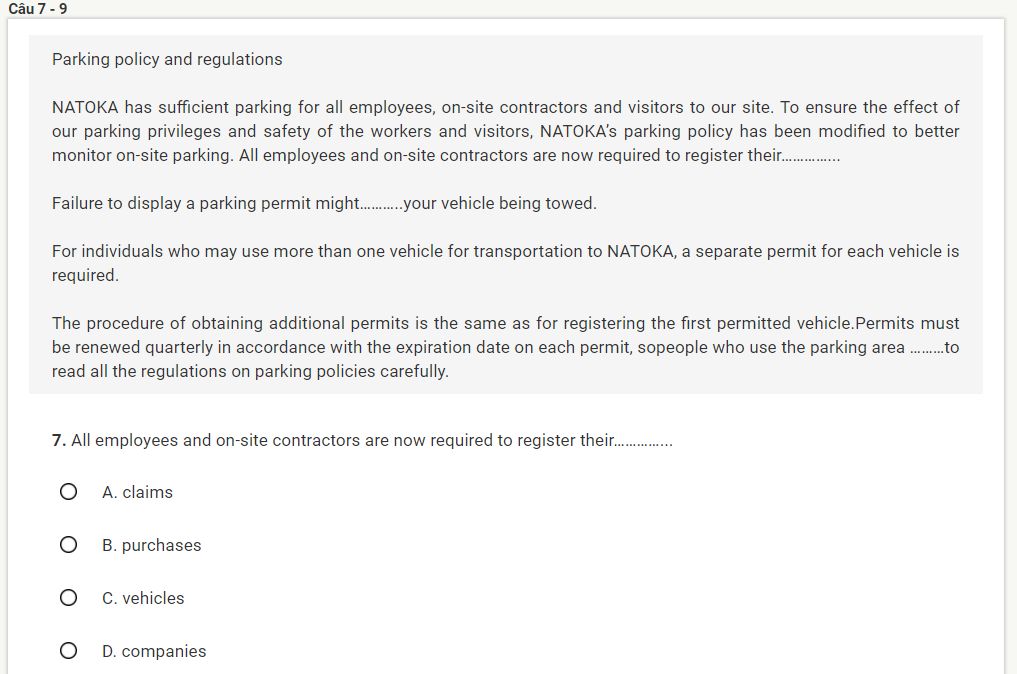 Câu 7 - 9
Parking policy and regulations
NATOKA has sufficient parking for all employees, on-site contractors and visitors to our site. To ensure the effect of
our parking privileges and safety of the workers and visitors, NATOKA’s parking policy has been modified to better
monitor on-site parking. All employees and on-site contractors are now required to register their……………
Failure to display a parking permit might………..your vehicle being towed.
For individuals who may use more than one vehicle for transportation to NATOKA, a separate permit for each vehicle is
required.
The procedure of obtaining additional permits is the same as for registering the first permitted vehicle.Permits must
be renewed quarterly in accordance with the expiration date on each permit, sopeople who use the parking area ………to
read all the regulations on parking policies carefully.
7. All employees and on-site contractors are now required to register their……………
A. claims
B. purchases
C. vehicles
D. companies